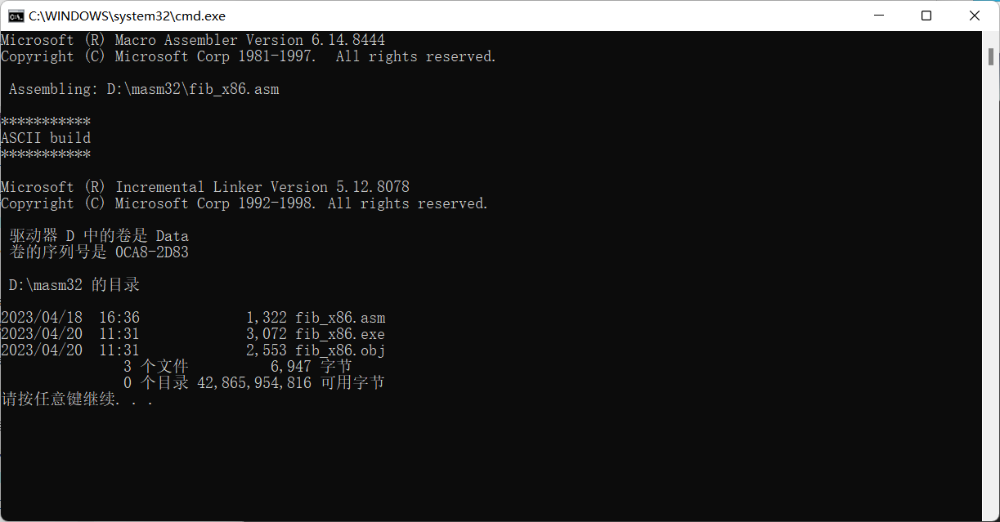 C:\WINDOWS\system32\cmd.exe
Microsoft (R) Macro Assembler Version 6.14.8444
Copyright (C) Microsoft Corp 1981-1997.  All rights reserved.
 Assembling: D:\masm32\fib_x86.asm
***********
ASCII build
***********
Microsoft (R) Incremental Linker Version 5.12.8078
Copyright (C) Microsoft Corp 1992-1998. All rights reserved.
 驱动器 D 中的卷是 Data
 卷的序列号是 0CA8-2D83
 D:\masm32 的目录
2023/04/18  16:36             1,322 fib_x86.asm
2023/04/20  11:31             3,072 fib_x86.exe
2023/04/20  11:31             2,553 fib_x86.obj
               3 个文件          6,947 字节
               0 个目录 42,865,954,816 可用字节
请按任意键继续. . .